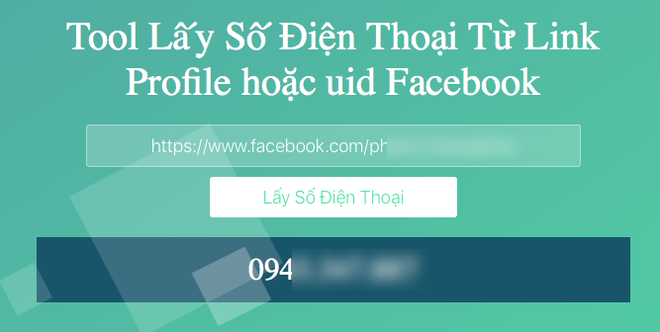 Tool Lấy Số Điện Thoại Từ Link
Profile hoặc uid Facebook
https://www.facebook.com/ph
Lấy Số Điện Thoại
094